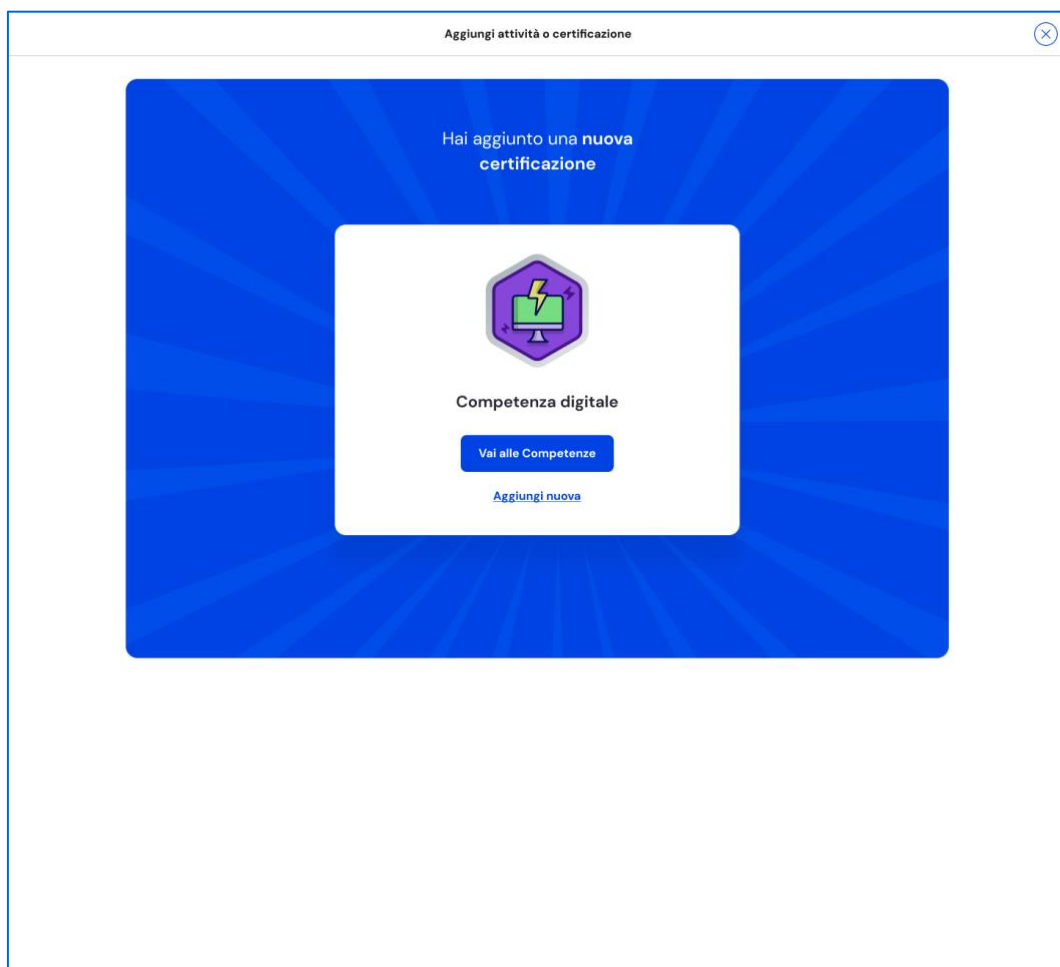 Aggiungi attività o certificazione
Hai aggiunto una nuova
certificazione
Competenza digitale
Vai alle Competenze
Aggiungi nuova